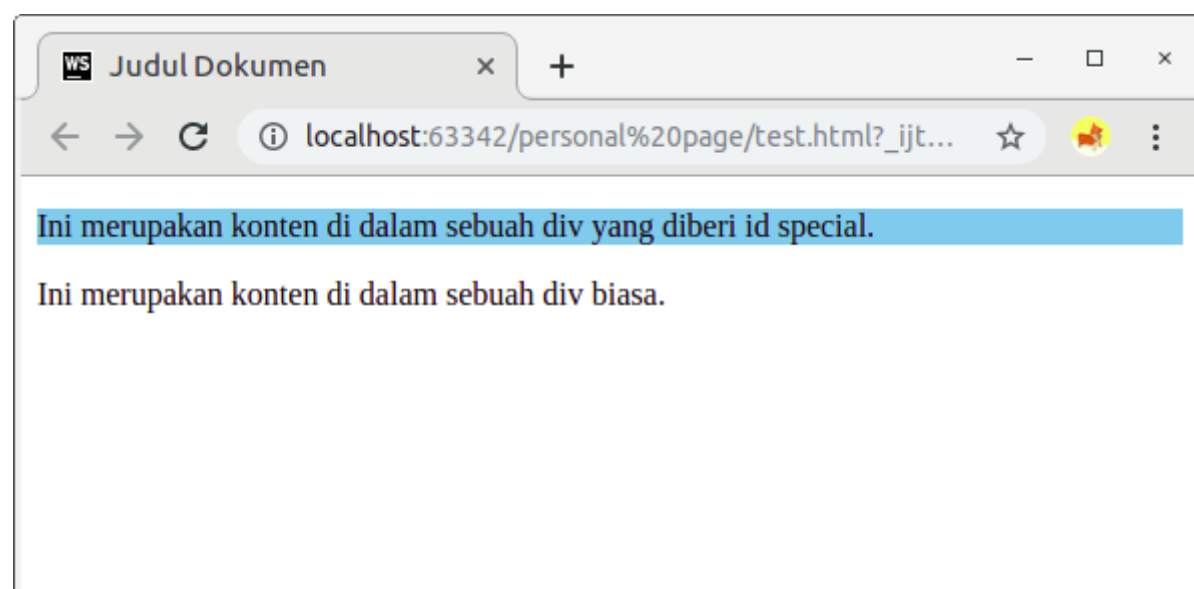 WS Judul Dokumen
localhost:63342/personal%20page/test.html?_ijt...
Ini merupakan konten di dalam sebuah div yang diberi id special.
Ini merupakan konten di dalam sebuah div biasa.